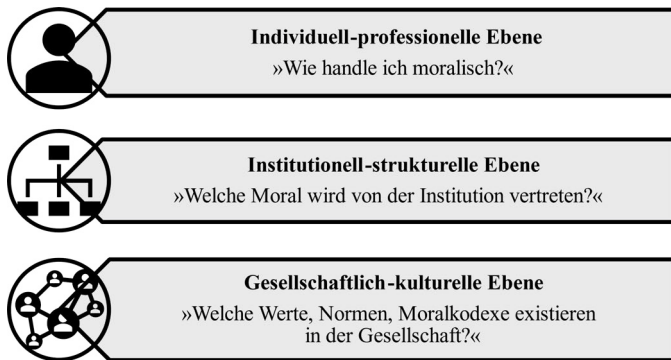 Individuell-professionelle Ebene
»Wie handle ich moralisch?«
Institutionell-strukturelle Ebene
»Welche Moral wird von der Institution vertreten?«
Gesellschaftlich-kulturelle Ebene
»Welche Werte, Normen, Moralkodexe existieren
in der Gesellschaft?«